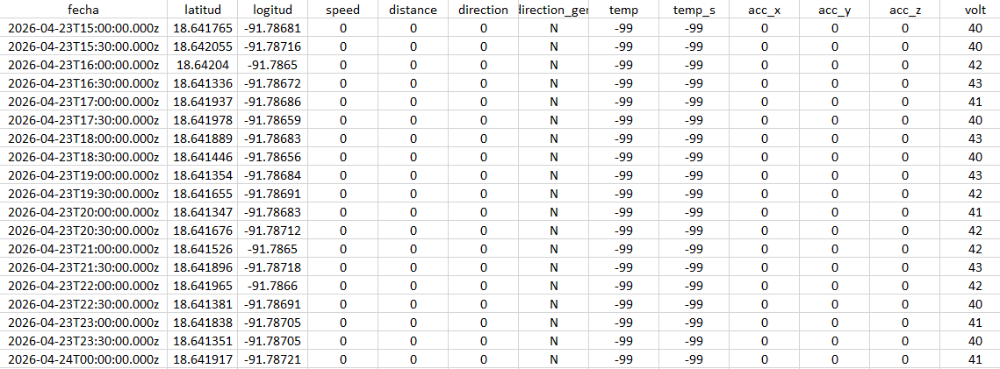 fecha latitud logitud speed distance direction direction_ger temp temp_s acc_x acc_y acc_z volt
2026-04-23T15:00:00.000z 18.641765 -91.78681 0 0 0 N -99 -99 0 0 0 40
2026-04-23T15:30:00.000z 18.642055 -91.78716 0 0 0 N -99 -99 0 0 0 40
2026-04-23T16:00:00.000z 18.64204 -91.7865 0 0 0 N -99 -99 0 0 0 42
2026-04-23T16:30:00.000z 18.641336 -91.78672 0 0 0 N -99 -99 0 0 0 43
2026-04-23T17:00:00.000z 18.641937 -91.78686 0 0 0 N -99 -99 0 0 0 41
2026-04-23T17:30:00.000z 18.641978 -91.78659 0 0 0 N -99 -99 0 0 0 40
2026-04-23T18:00:00.000z 18.641889 -91.78683 0 0 0 N -99 -99 0 0 0 43
2026-04-23T18:30:00.000z 18.641446 -91.78656 0 0 0 N -99 -99 0 0 0 40
2026-04-23T19:00:00.000z 18.641354 -91.78684 0 0 0 N -99 -99 0 0 0 43
2026-04-23T19:30:00.000z 18.641655 -91.78691 0 0 0 N -99 -99 0 0 0 42
2026-04-23T20:00:00.000z 18.641347 -91.78683 0 0 0 N -99 -99 0 0 0 41
2026-04-23T20:30:00.000z 18.641676 -91.78712 0 0 0 N -99 -99 0 0 0 42
2026-04-23T21:00:00.000z 18.641526 -91.7865 0 0 0 N -99 -99 0 0 0 42
2026-04-23T21:30:00.000z 18.641896 -91.78718 0 0 0 N -99 -99 0 0 0 43
2026-04-23T22:00:00.000z 18.641965 -91.7866 0 0 0 N -99 -99 0 0 0 42
2026-04-23T22:30:00.000z 18.641381 -91.78691 0 0 0 N -99 -99 0 0 0 40
2026-04-23T23:00:00.000z 18.641838 -91.78705 0 0 0 N -99 -99 0 0 0 41
2026-04-23T23:30:00.000z 18.641351 -91.78705 0 0 0 N -99 -99 0 0 0 40
2026-04-24T00:00:00.000z 18.641917 -91.78721 0 0 0 N -99 -99 0 0 0 41